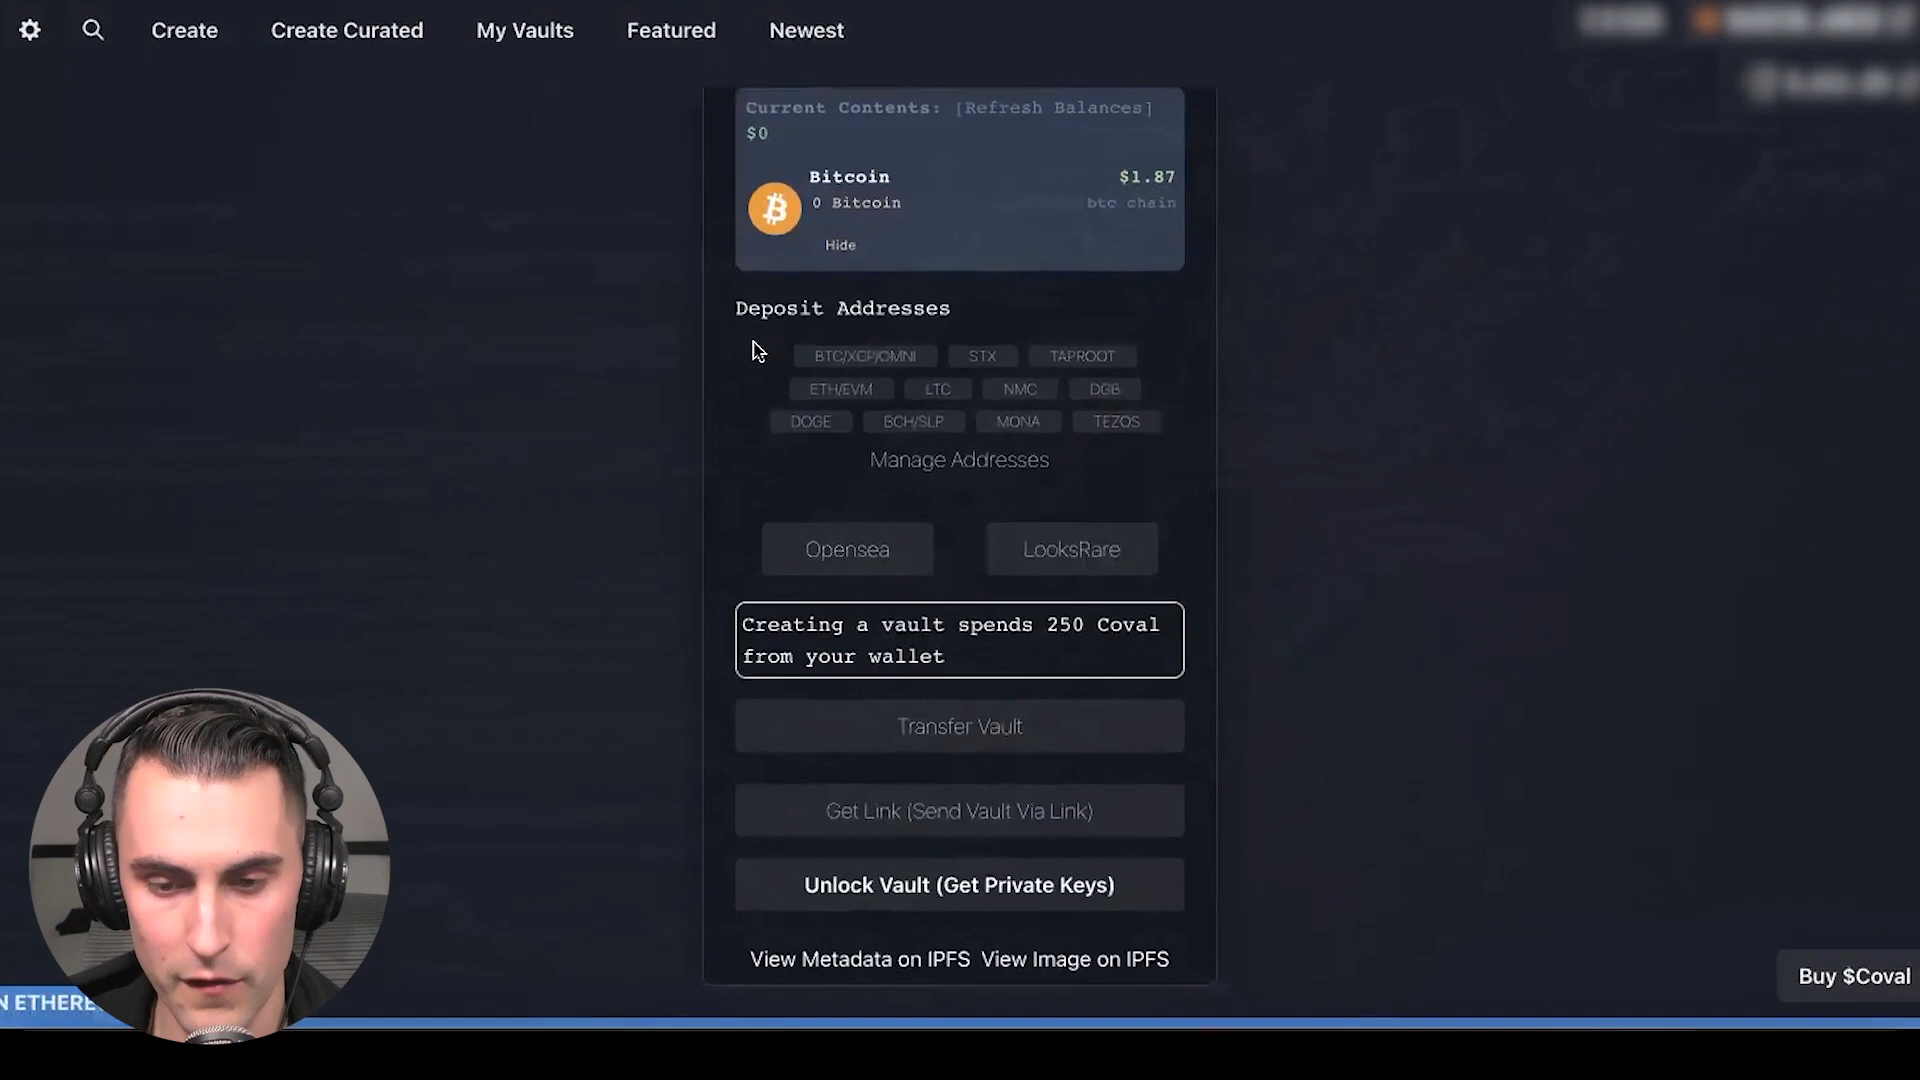 Create
Create Curated
My Vaults
Featured
Newest
Current Contents: [Refresh Balances]
$0
Bitcoin $1.87
0 Bitcoin btc chain
Hide
Deposit Addresses
BTC/XCP/OMNI STX TAPROOT
ETH/EVM LTC NMC DGB
DOGE BCH/SLP MONA TEZOS
Manage Addresses
Opensea LooksRare
Creating a vault spends 250 Coval
from your wallet
Transfer Vault
Get Link (Send Vault Via Link)
Unlock Vault (Get Private Keys)
View Metadata on IPFS View Image on IPFS
Buy $Coval
N ETHERE